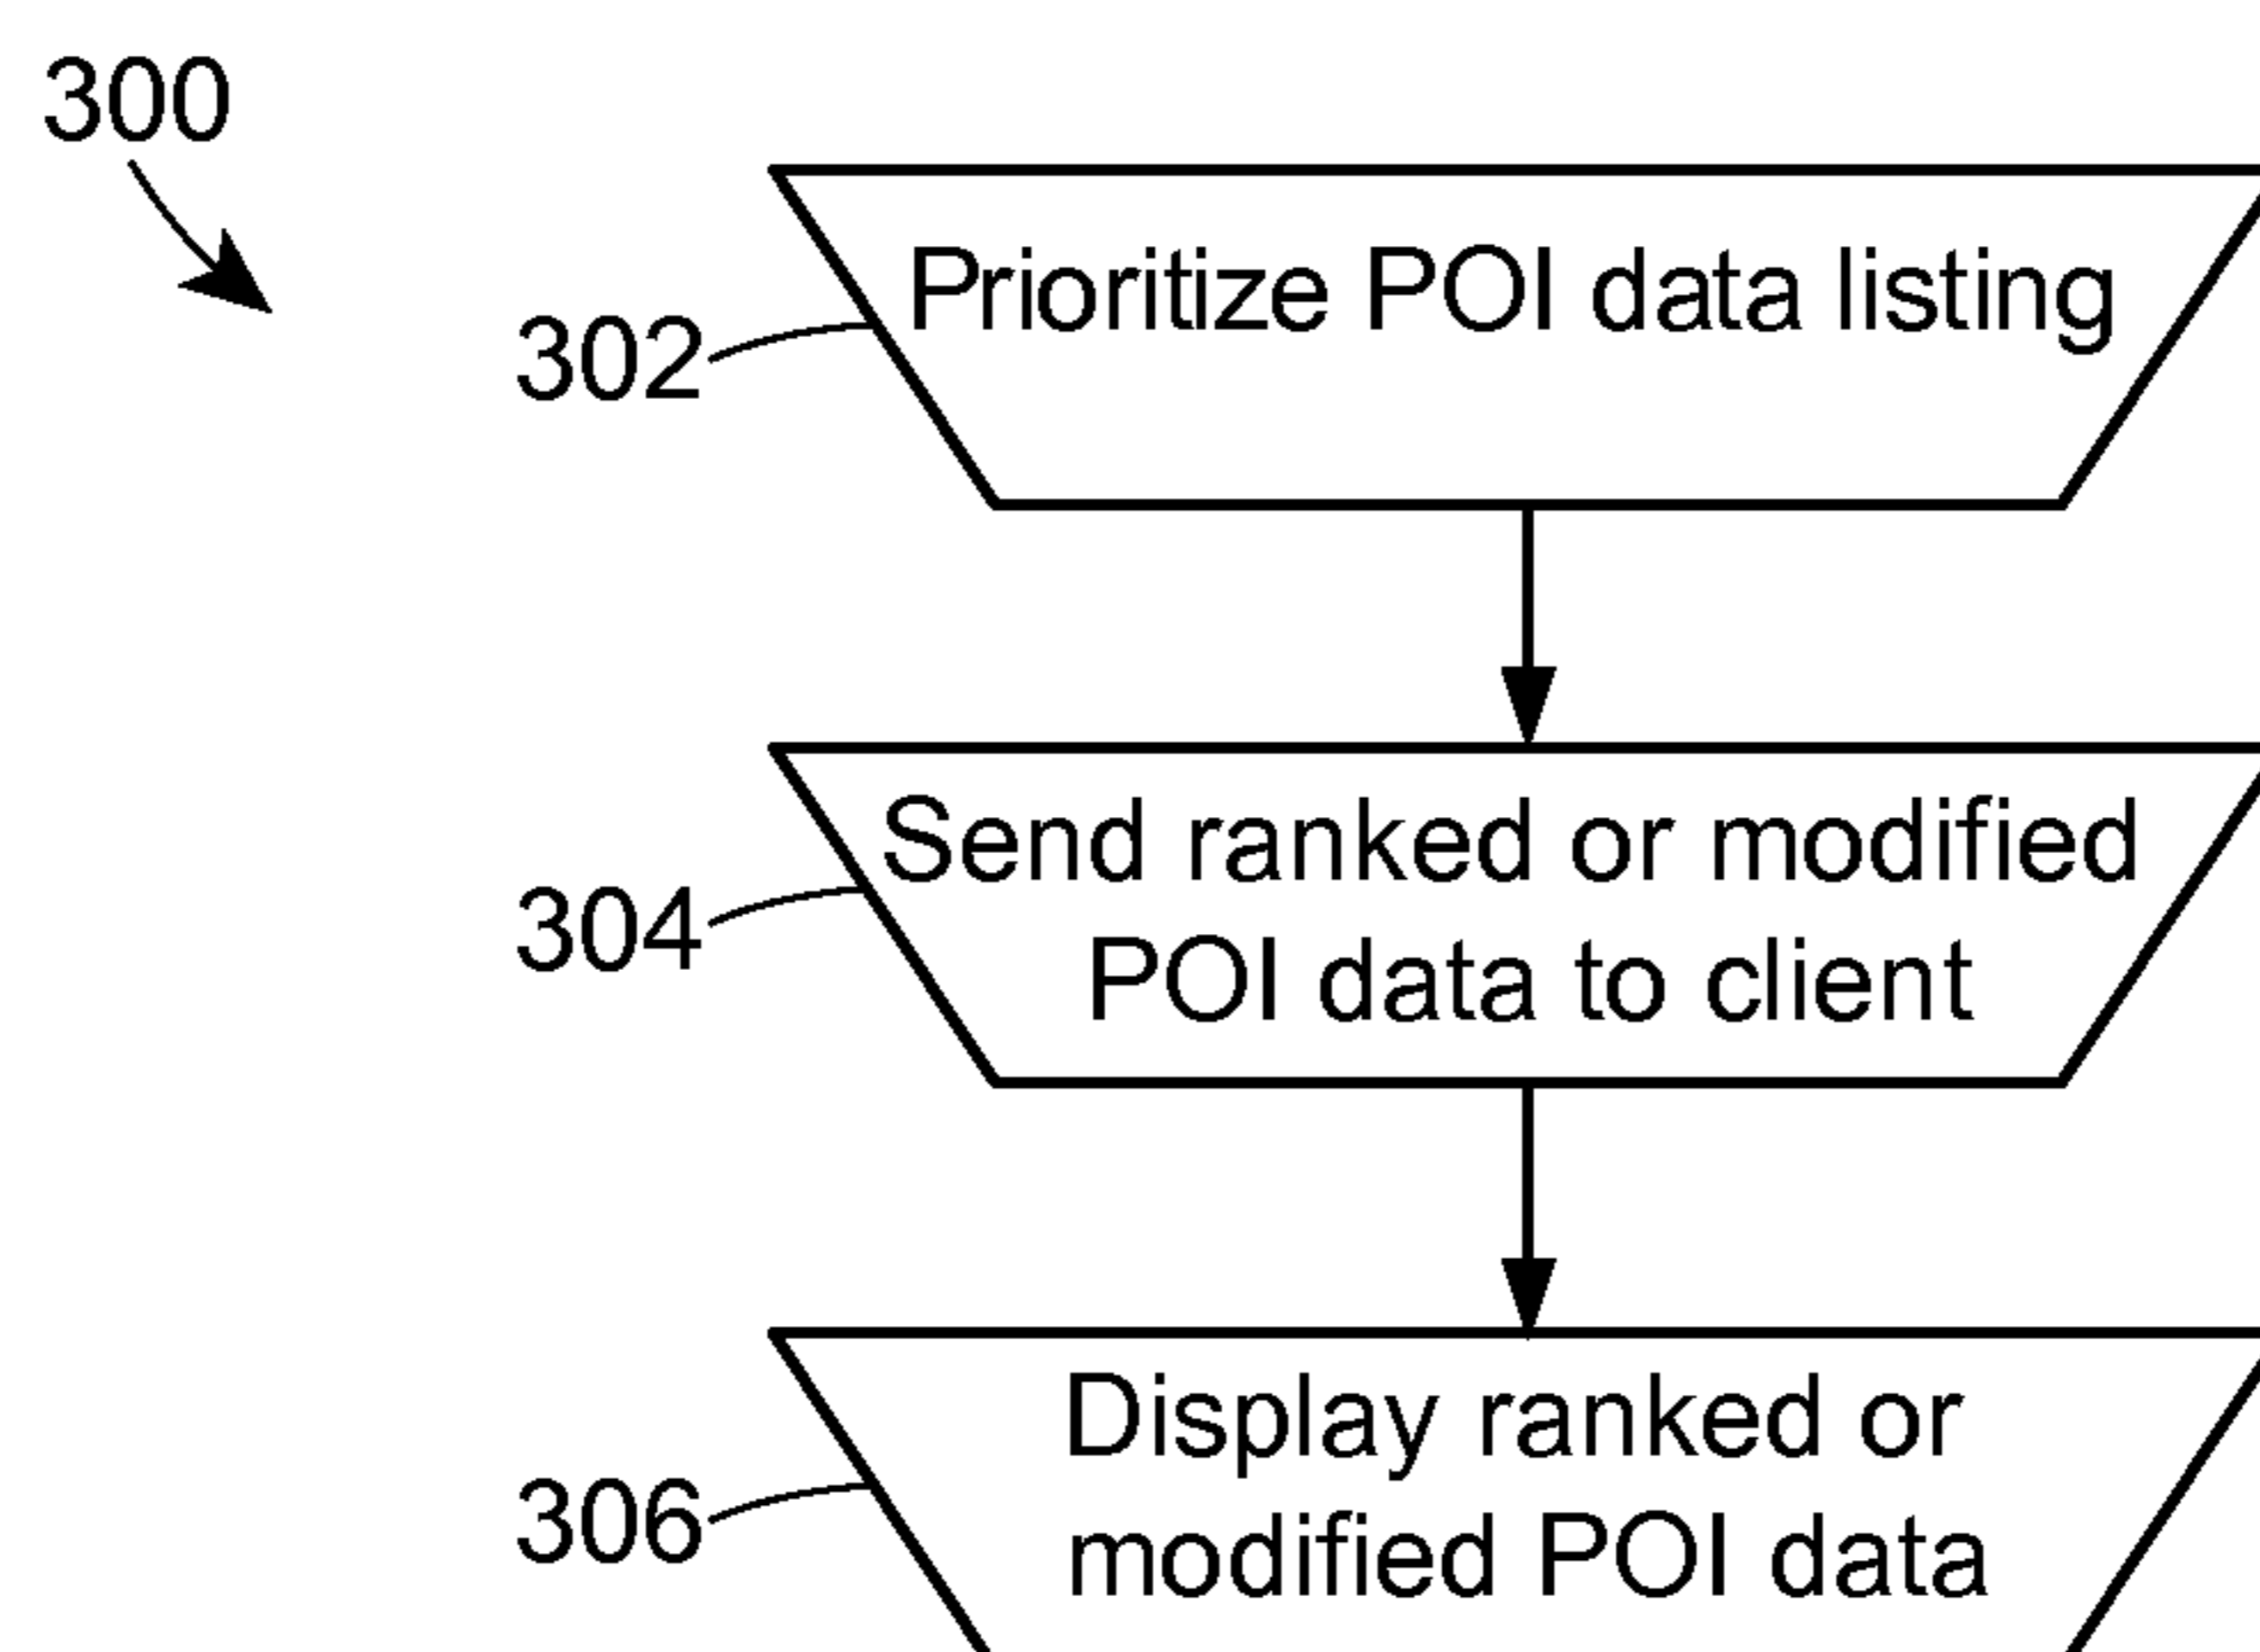 300
302
Prioritize POI data listing
304
Send ranked or modified
POI data to client
306
Display ranked or
modified POI data